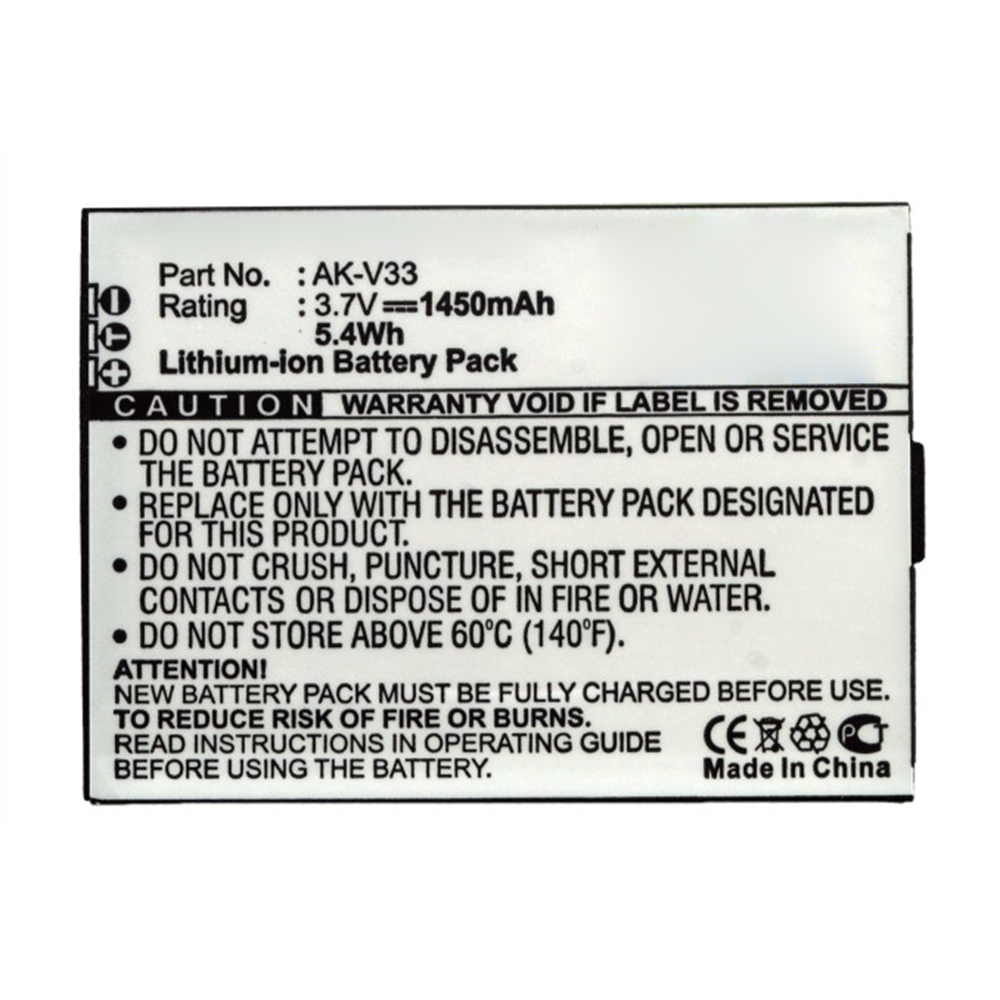 Part No. : AK-V33
Rating : 3.7V 1450mAh
5.4Wh
Lithium-ion Battery Pack
CAUTION WARRANTY VOID IF LABEL IS REMOVED
• DO NOT ATTEMPT TO DISASSEMBLE, OPEN OR SERVICE
THE BATTERY PACK.
• REPLACE ONLY WITH THE BATTERY PACK DESIGNATED
FOR THIS PRODUCT.
• DO NOT CRUSH, PUNCTURE, SHORT EXTERNAL
CONTACTS OR DISPOSE OF IN FIRE OR WATER.
• DO NOT STORE ABOVE 60°C (140°F).
ATTENTION!
NEW BATTERY PACK MUST BE FULLY CHARGED BEFORE USE.
TO REDUCE RISK OF FIRE OR BURNS.
READ INSTRUCTIONS IN OPERATING GUIDE
BEFORE USING THE BATTERY.
CE
Made In China